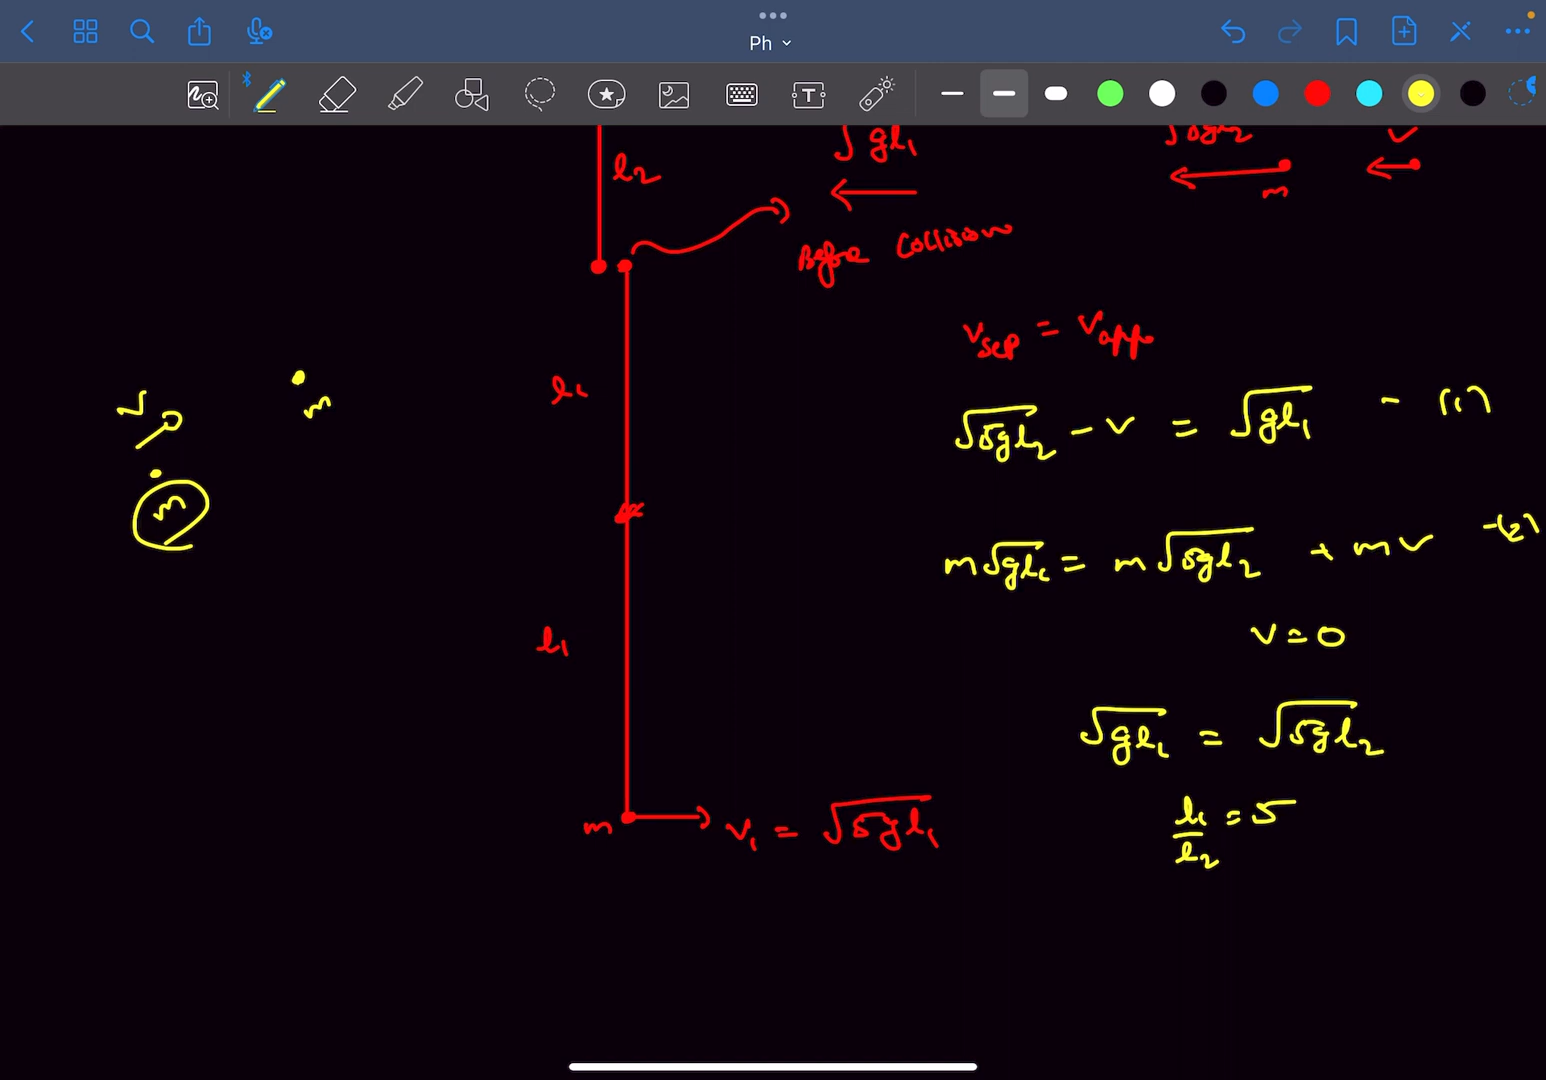 Ph
T
l₂
√gl₁
√5gl₂
v
m
Before Collision
v_sep = v_app
l₁
v
m
√5gl₂ - v = √gl₁ - (1)
m
m√gl₁ = m√5gl₂ + mv -(2)
v = 0
l₁
√gl₁ = √5gl₂
m
v₁ = √5gl₁
l₁/l₂ = 5